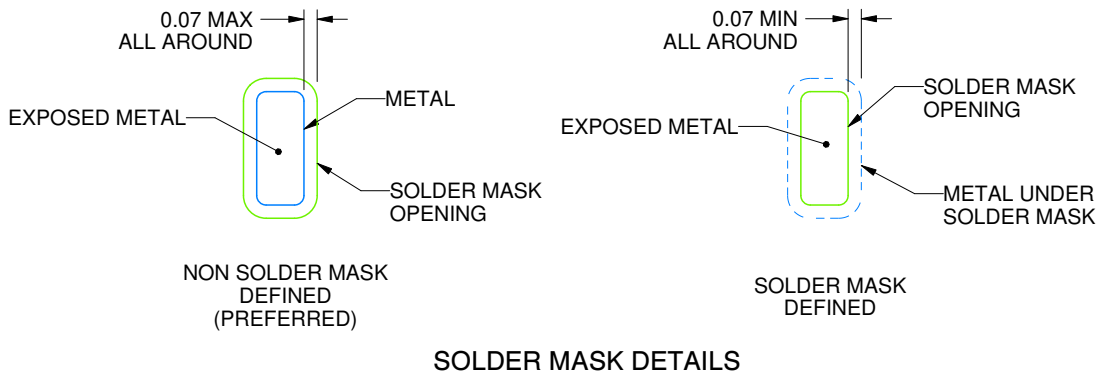 0.07 MAX
ALL AROUND
EXPOSED METAL
METAL
SOLDER MASK
OPENING
NON SOLDER MASK
DEFINED
(PREFERRED)
0.07 MIN
ALL AROUND
EXPOSED METAL
SOLDER MASK
OPENING
METAL UNDER
SOLDER MASK
SOLDER MASK
DEFINED
SOLDER MASK DETAILS